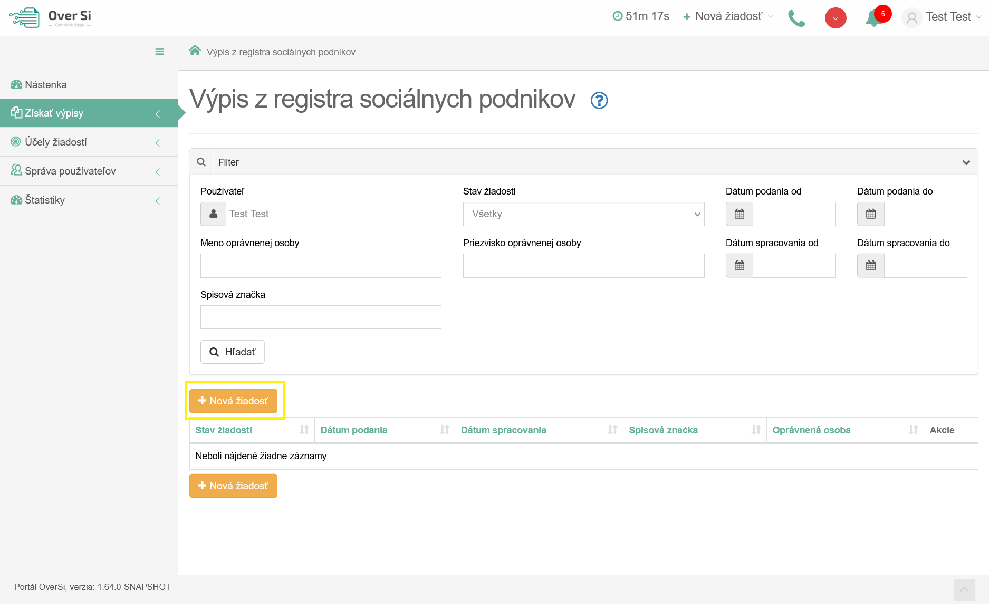 Over Si
Centrálne údaje
51m 17s
Nová žiadosť
6
Test Test
Výpis z registra sociálnych podnikov
Nástenka
Získať výpisy
Účely žiadostí
Správa používateľov
Štatistiky
Výpis z registra sociálnych podnikov
Filter
Používateľ
Stav žiadosti
Dátum podania od
Dátum podania do
Test Test
Všetky
Meno oprávnenej osoby
Priezvisko oprávnenej osoby
Dátum spracovania od
Dátum spracovania do
Spisová značka
Hľadať
Nová žiadosť
Stav žiadosti
Dátum podania
Dátum spracovania
Spisová značka
Oprávnená osoba
Akcie
Neboli nájdené žiadne záznamy
Nová žiadosť
Portál OverSi, verzia: 1.64.0-SNAPSHOT